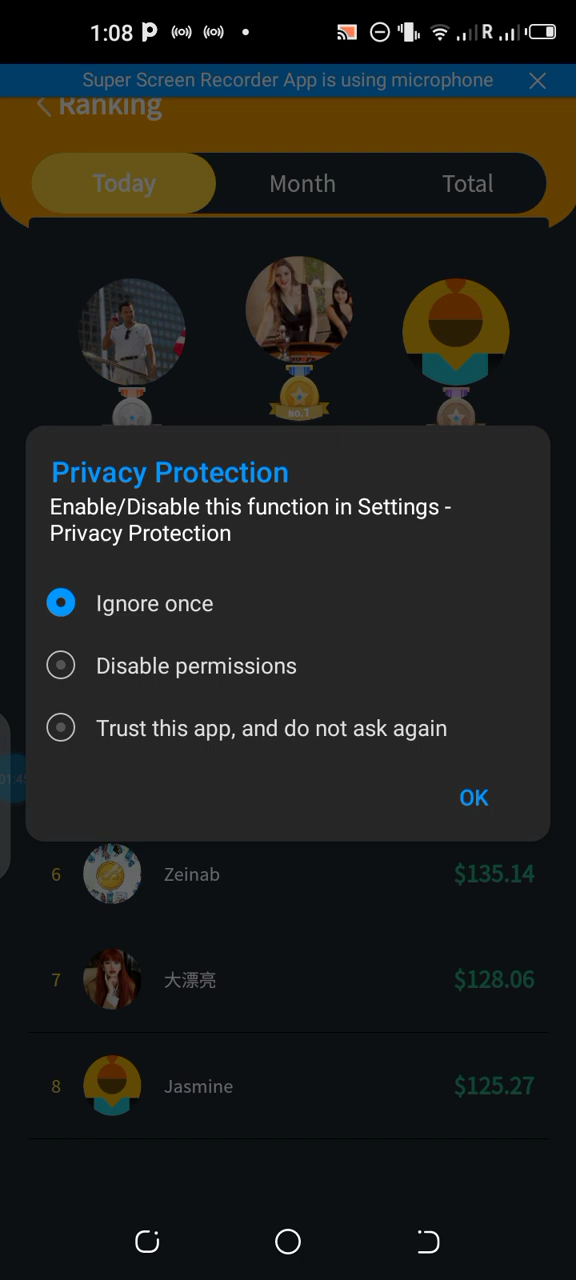 1:08 R
Super Screen Recorder App is using microphone
Ranking
Today Month Total
NO.1
Privacy Protection
Enable/Disable this function in Settings -
Privacy Protection
Ignore once
Disable permissions
Trust this app, and do not ask again
01:45
OK
6 Zeinab $135.14
7 大漂亮 $128.06
8 Jasmine $125.27